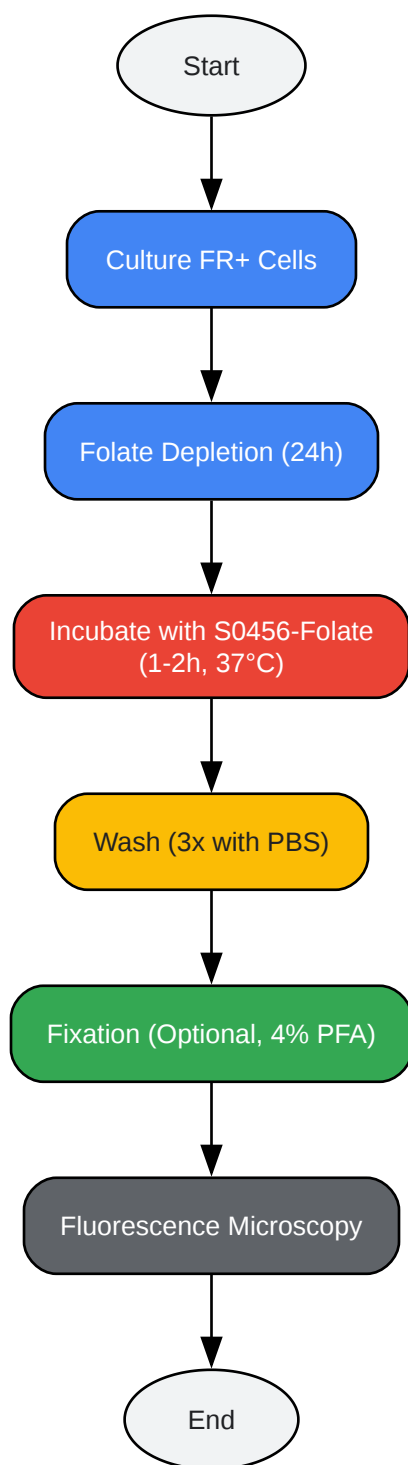 Start
Culture FR+ Cells
Folate Depletion (24h)
Incubate with S0456-Folate
(1-2h, 37°C)
Wash (3x with PBS)
Fixation (Optional, 4% PFA)
Fluorescence Microscopy
End